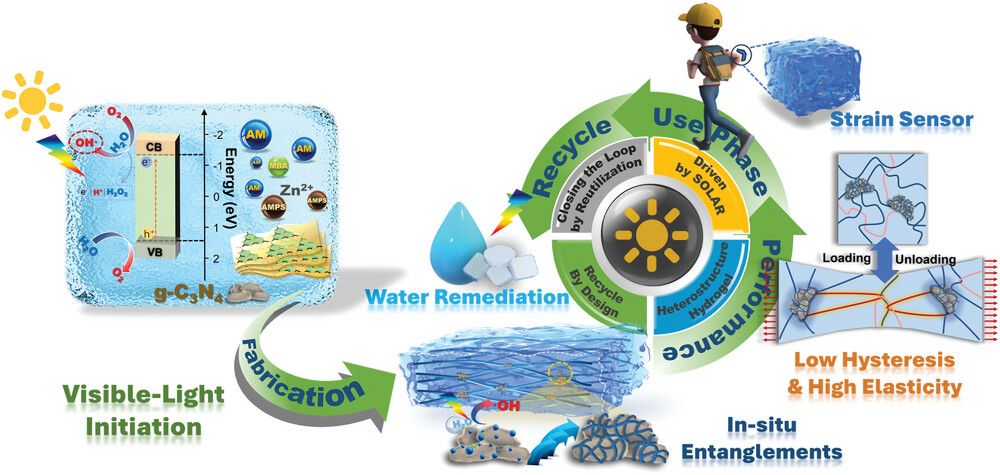 O₂
H₂O
OH·
e⁻ H⁺ H₂O₂
H₂O
O₂
CB
e⁻
h⁺
VB
-2
-1
0
1
2
Energy (eV)
AM
AM
AM
MBA
AM
Zn²⁺
AMPS
AMPS
g-C₃N₄
Fabrication
Visible-Light
Initiation
Water Remediation
Recycle
Use Phase
Performance
Closing the Loop
by Reutilization
Driven
by SOLAR
Recycle
By Design
Heterostructure
Hydrogel
Strain Sensor
Loading
Unloading
Low Hysteresis
& High Elasticity
H₂O
·OH
In-situ
Entanglements